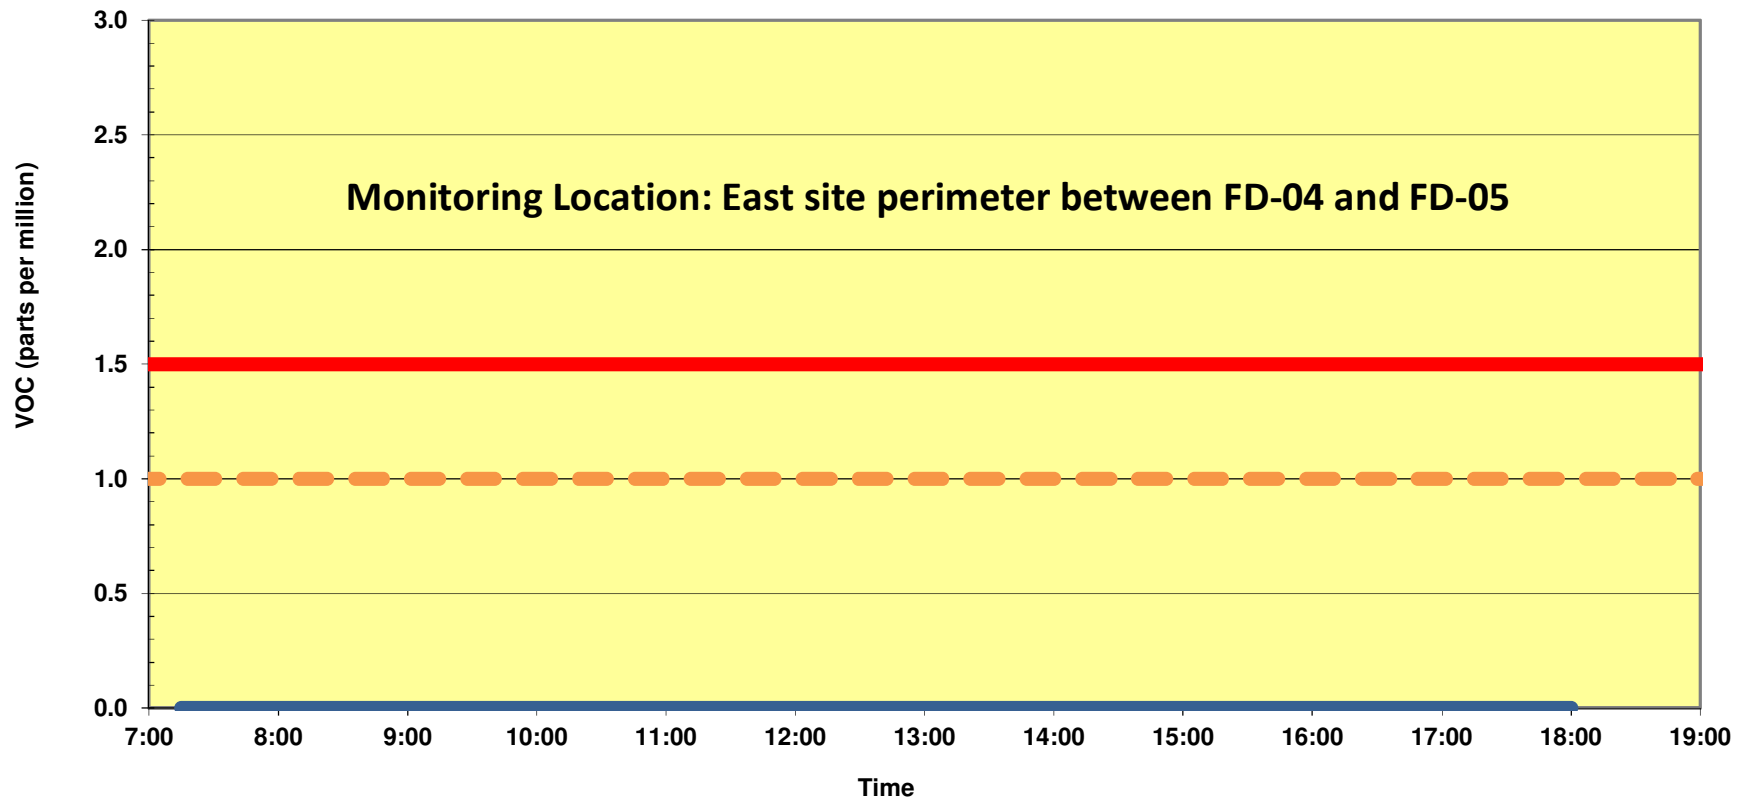 3.0
2.5
Monitoring Location: East site perimeter between FD-04 and FD-05
2.0
1.5
1.0
0.5
0.0
VOC (parts per million)
7:00 8:00 9:00 10:00 11:00 12:00 13:00 14:00 15:00 16:00 17:00 18:00 19:00
Time